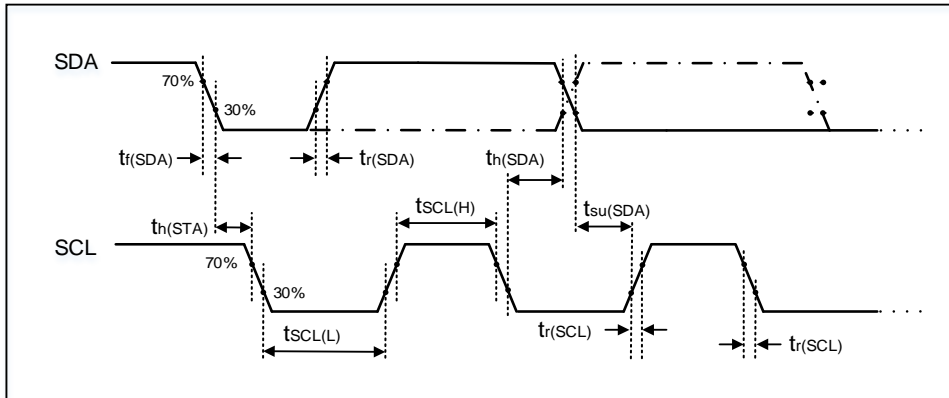 SDA
70%
30%
tf(SDA)
tr(SDA)
th(SDA)
tSCL(H)
tsu(SDA)
th(STA)
SCL
70%
30%
tSCL(L)
tr(SCL)
tr(SCL)